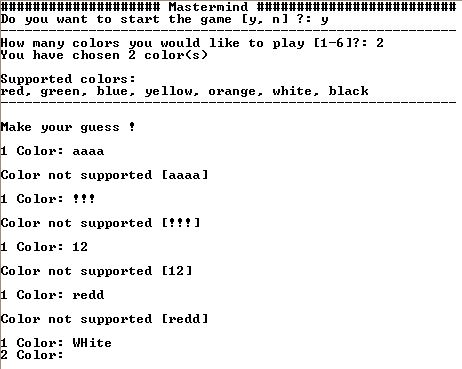 #################### Mastermind #########################
Do you want to start the game [y, n] ?: y
---------------------------------------------------------
How many colors you would like to play [1-6]?: 2
You have chosen 2 color(s)
Supported colors:
red, green, blue, yellow, orange, white, black
---------------------------------------------------------
Make your guess !
1 Color: aaaa
Color not supported [aaaa]
1 Color: !!!
Color not supported [!!!]
1 Color: 12
Color not supported [12]
1 Color: redd
Color not supported [redd]
1 Color: WHite
2 Color: